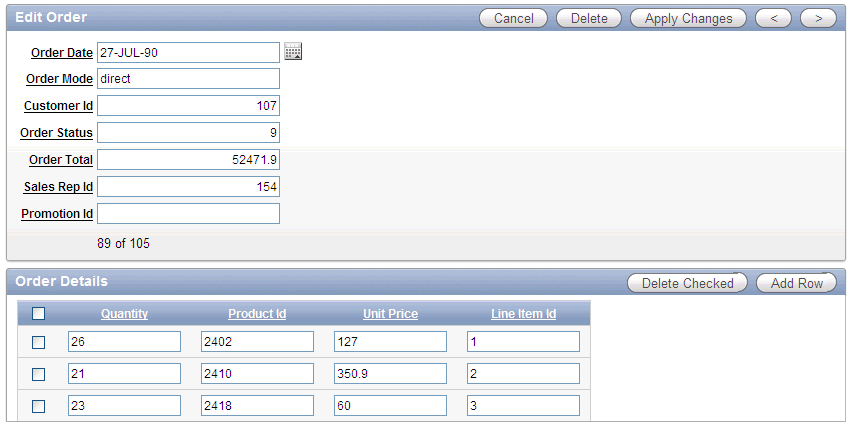 Edit Order Cancel Delete Apply Changes < >
Order Date 27-JUL-90
Order Mode direct
Customer Id 107
Order Status 9
Order Total 52471.9
Sales Rep Id 154
Promotion Id
89 of 105
Order Details Delete Checked Add Row
Quantity Product Id Unit Price Line Item Id
26 2402 127 1
21 2410 350.9 2
23 2418 60 3